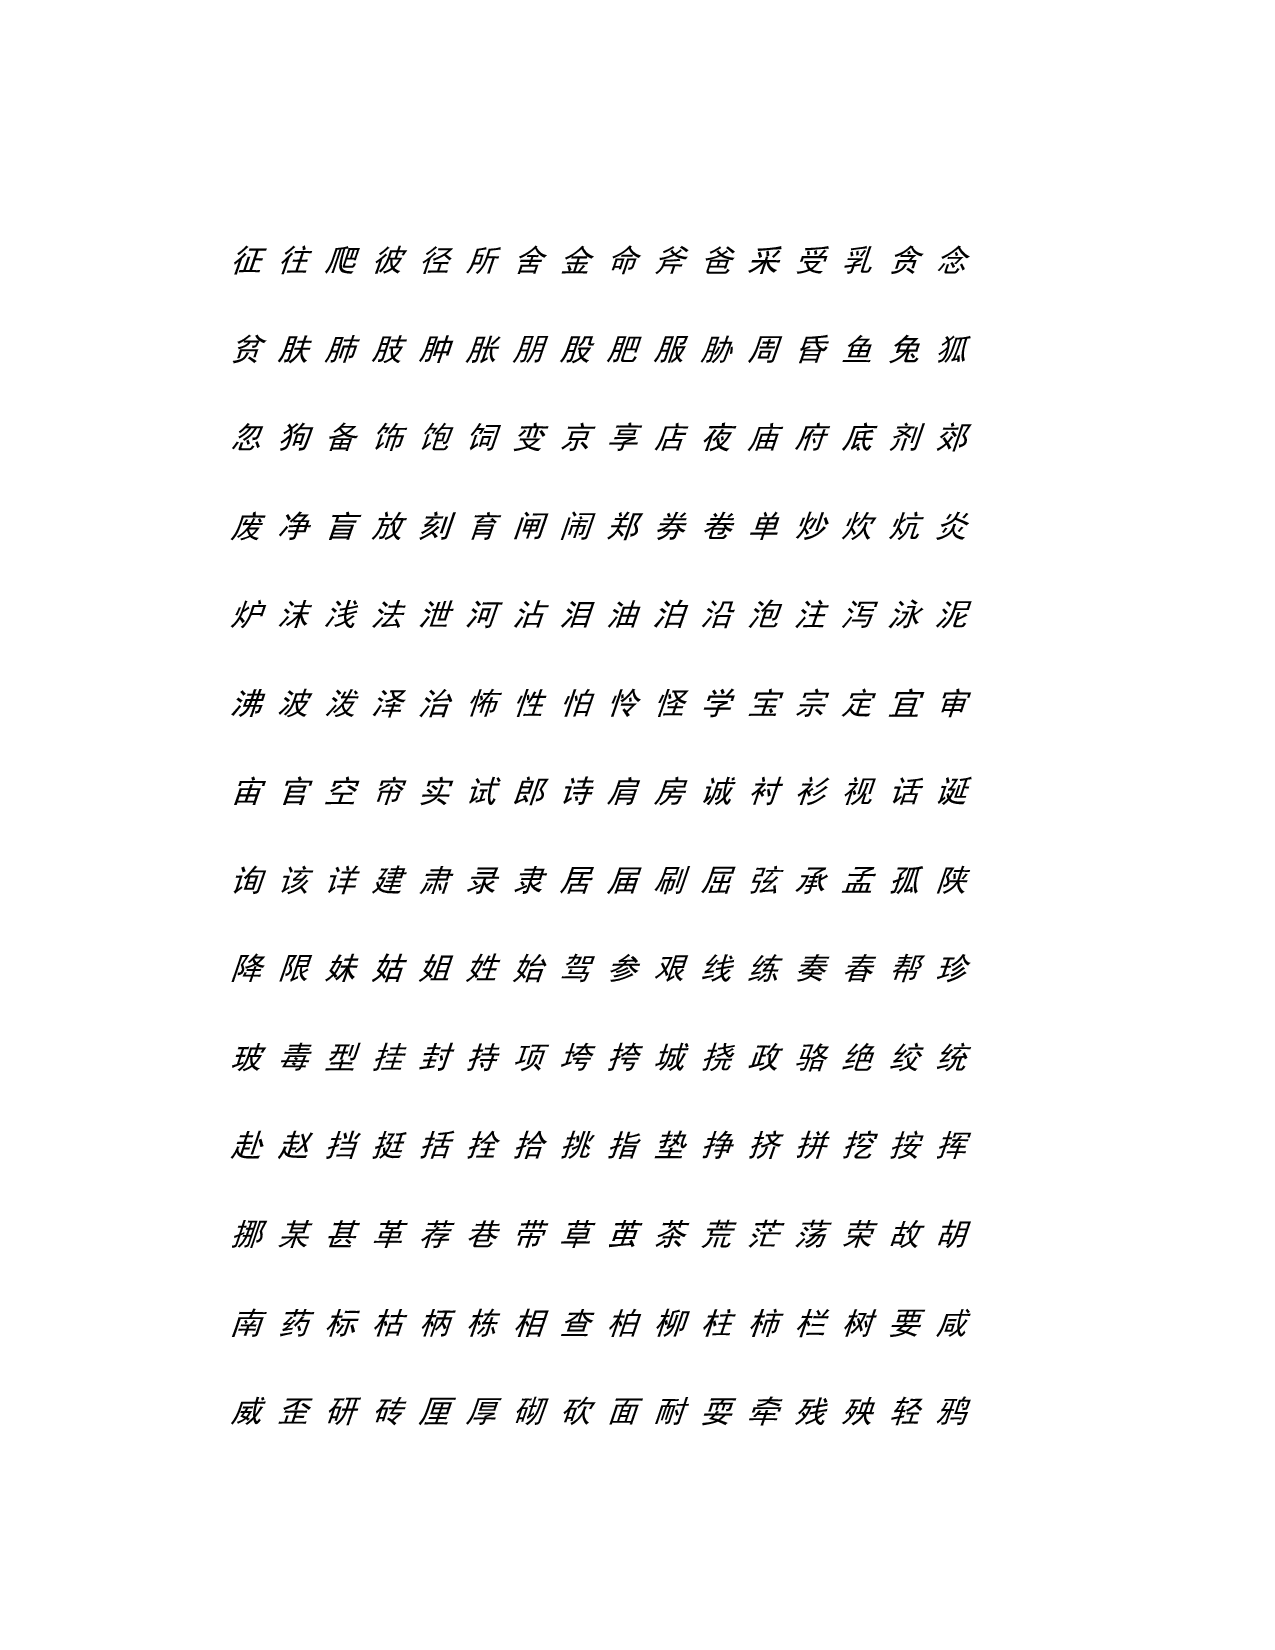 征 往 爬 彼 径 所 舍 金 命 斧 爸 采 受 乳 贪 念
贫 肤 肺 肢 肿 胀 朋 股 肥 服 胁 周 昏 鱼 兔 狐
忽 狗 备 饰 饱 饲 变 京 享 店 夜 庙 府 底 剂 郊
废 净 盲 放 刻 育 闸 闹 郑 券 卷 单 炒 炊 炕 炎
炉 沫 浅 法 泄 河 沾 泪 油 泊 沿 泡 注 泻 泳 泥
沸 波 泼 泽 治 怖 性 怕 怜 怪 学 宝 宗 定 宜 审
宙 官 空 帘 实 试 郎 诗 肩 房 诚 衬 衫 视 话 诞
询 该 详 建 肃 录 隶 居 届 刷 屈 弦 承 孟 孤 陕
降 限 妹 姑 姐 姓 始 驾 参 艰 线 练 奏 春 帮 珍
玻 毒 型 挂 封 持 项 垮 挎 城 挠 政 骆 绝 绞 统
赴 赵 挡 挺 括 拴 拾 挑 指 垫 挣 挤 拼 挖 按 挥
挪 某 甚 革 荐 巷 带 草 茧 茶 荒 茫 荡 荣 故 胡
南 药 标 枯 柄 栋 相 查 柏 柳 柱 柿 栏 树 要 咸
威 歪 研 砖 厘 厚 砌 砍 面 耐 耍 牵 残 殃 轻 鸦